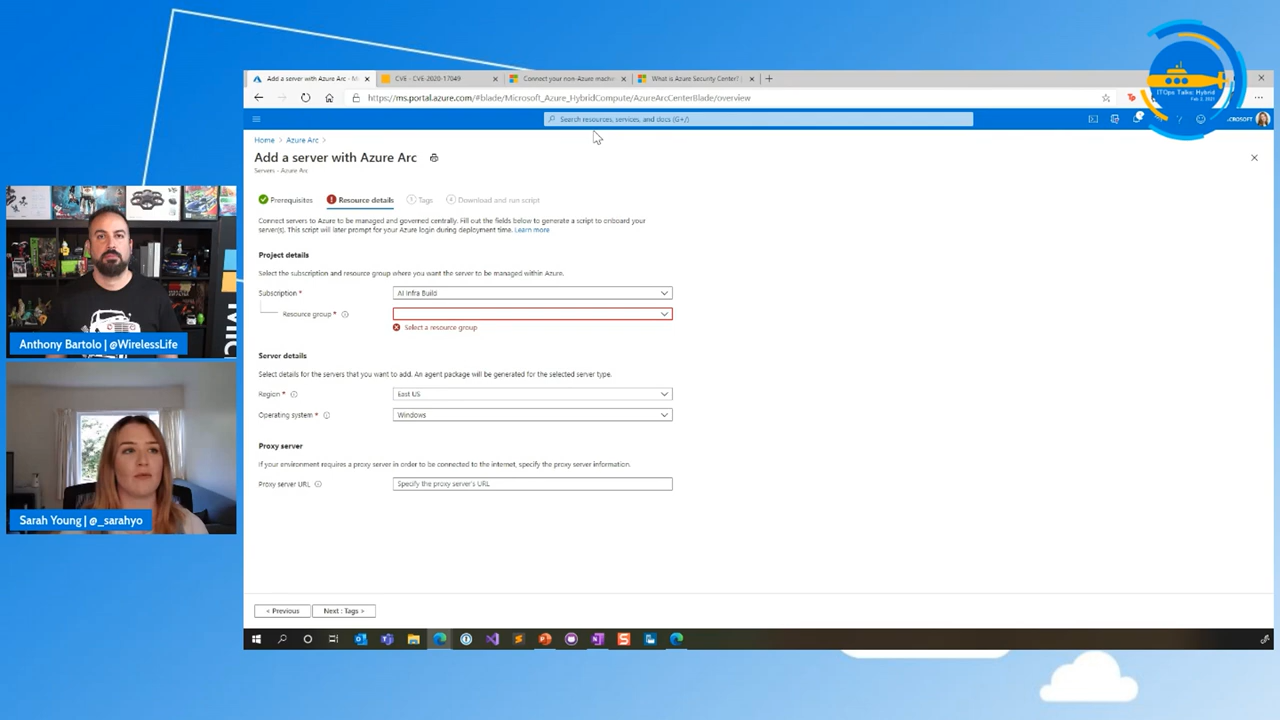 Add a server with Azure Arc - M
CVE - CVE-2020-17049
Connect your non-Azure machin
What is Azure Security Center? |
https://ms.portal.azure.com/#blade/Microsoft_Azure_HybridCompute/AzureArcCenterBlade/overview
ITOps Talks: Hybrid
Feb 2, 2021
Search resources, services, and docs (G+/)
CROSOFT
Home > Azure Arc >
Add a server with Azure Arc
Servers - Azure Arc
Prerequisites
Resource details
Tags
Download and run script
Connect servers to Azure to be managed and governed centrally. Fill out the fields below to generate a script to onboard your
server(s). This script will later prompt for your Azure login during deployment time. Learn more
Project details
Select the subscription and resource group where you want the server to be managed within Azure.
Subscription *
AI Infra Build
Resource group *
Select a resource group
Server details
Select details for the servers that you want to add. An agent package will be generated for the selected server type.
Region *
East US
Operating system *
Windows
Proxy server
If your environment requires a proxy server in order to be connected to the internet, specify the proxy server information.
Proxy server URL
Specify the proxy server's URL
< Previous
Next : Tags >
Anthony Bartolo | @WirelessLife
Sarah Young | @_sarahyo